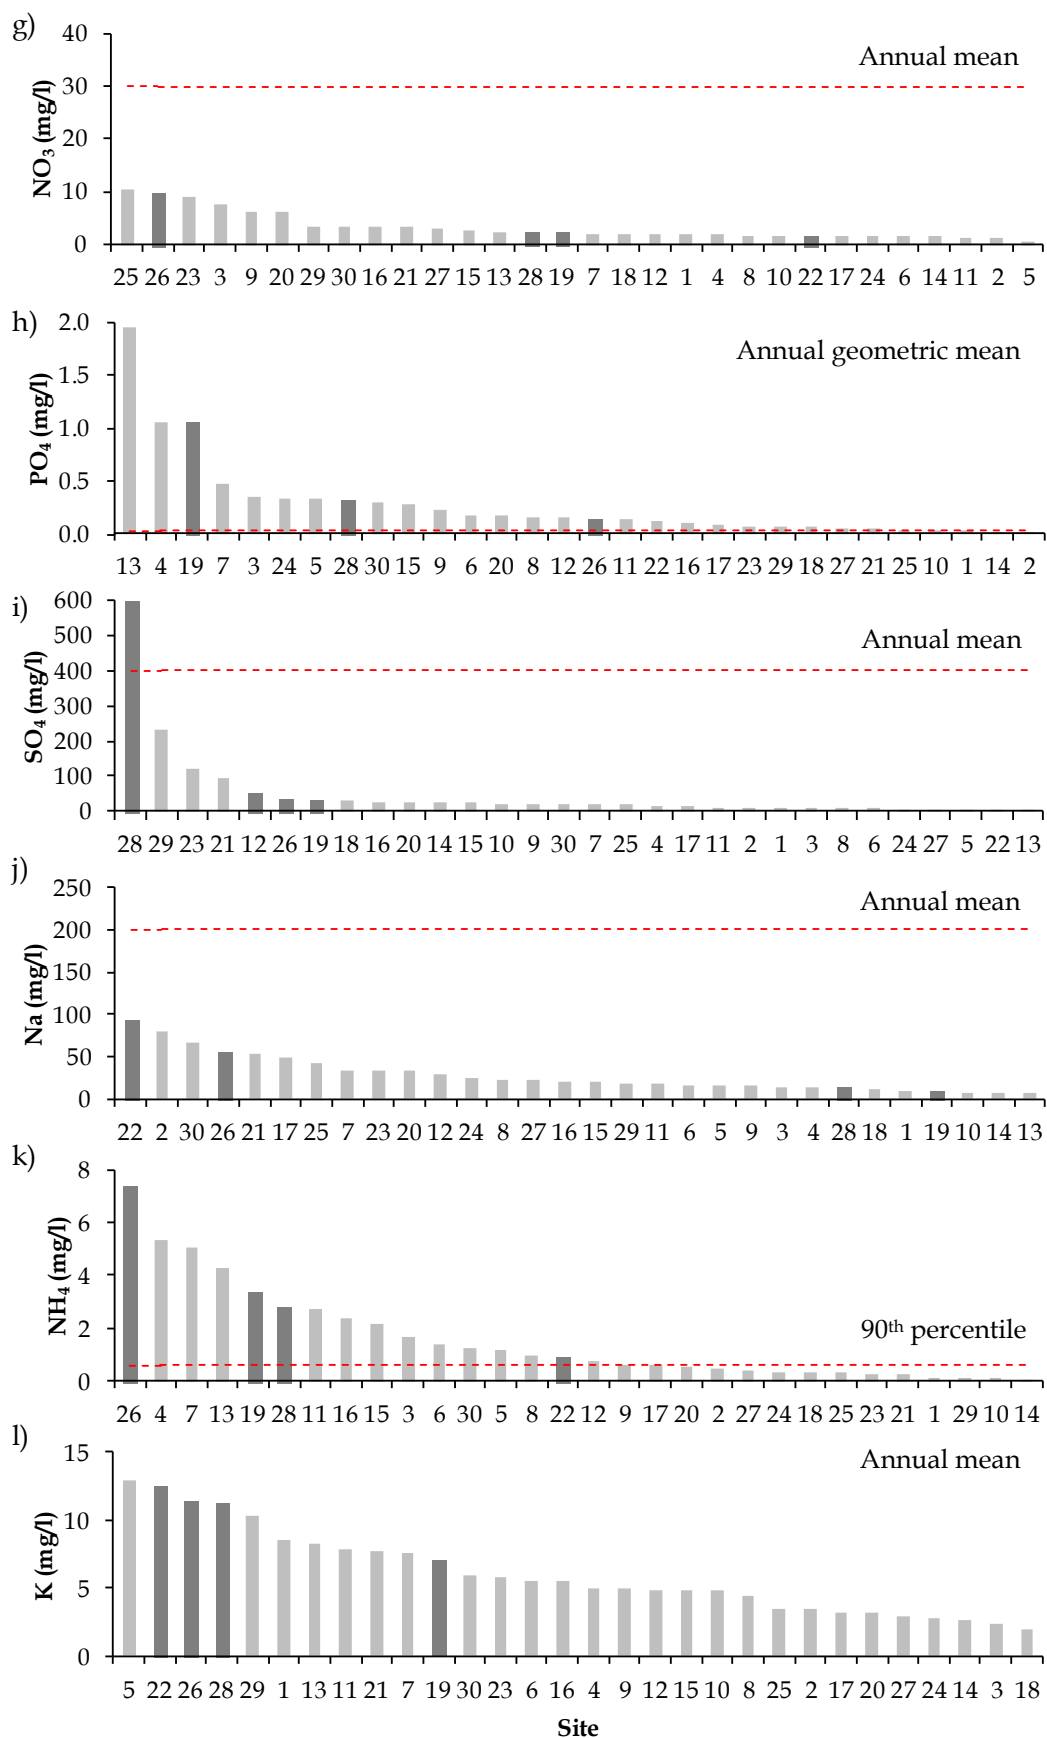 g)
NO3 (mg/l)
40
30
20
10
0
Annual mean
25 26 23 3 9 20 29 30 16 21 27 15 13 28 19 7 18 12 1 4 8 10 22 17 24 6 14 11 2 5
h)
PO4 (mg/l)
2.0
1.5
1.0
0.5
0.0
Annual geometric mean
13 4 19 7 3 24 5 28 30 15 9 6 20 8 12 26 11 22 16 17 23 29 18 27 21 25 10 1 14 2
i)
SO4 (mg/l)
600
500
400
300
200
100
0
Annual mean
28 29 23 21 12 26 19 18 16 20 14 15 10 9 30 7 25 4 17 11 2 1 3 8 6 24 27 5 22 13
j)
Na (mg/l)
250
200
150
100
50
0
Annual mean
22 2 30 26 21 17 25 7 23 20 12 24 8 27 16 15 29 11 6 5 9 3 4 28 18 1 19 10 14 13
k)
NH4 (mg/l)
8
6
4
2
0
90th percentile
26 4 7 13 19 28 11 16 15 3 6 30 5 8 22 12 9 17 20 2 27 24 18 25 23 21 1 29 10 14
l)
K (mg/l)
15
10
5
0
Annual mean
5 22 26 28 29 1 13 11 21 7 19 30 23 6 16 4 9 12 15 10 8 25 2 17 20 27 24 14 3 18
Site